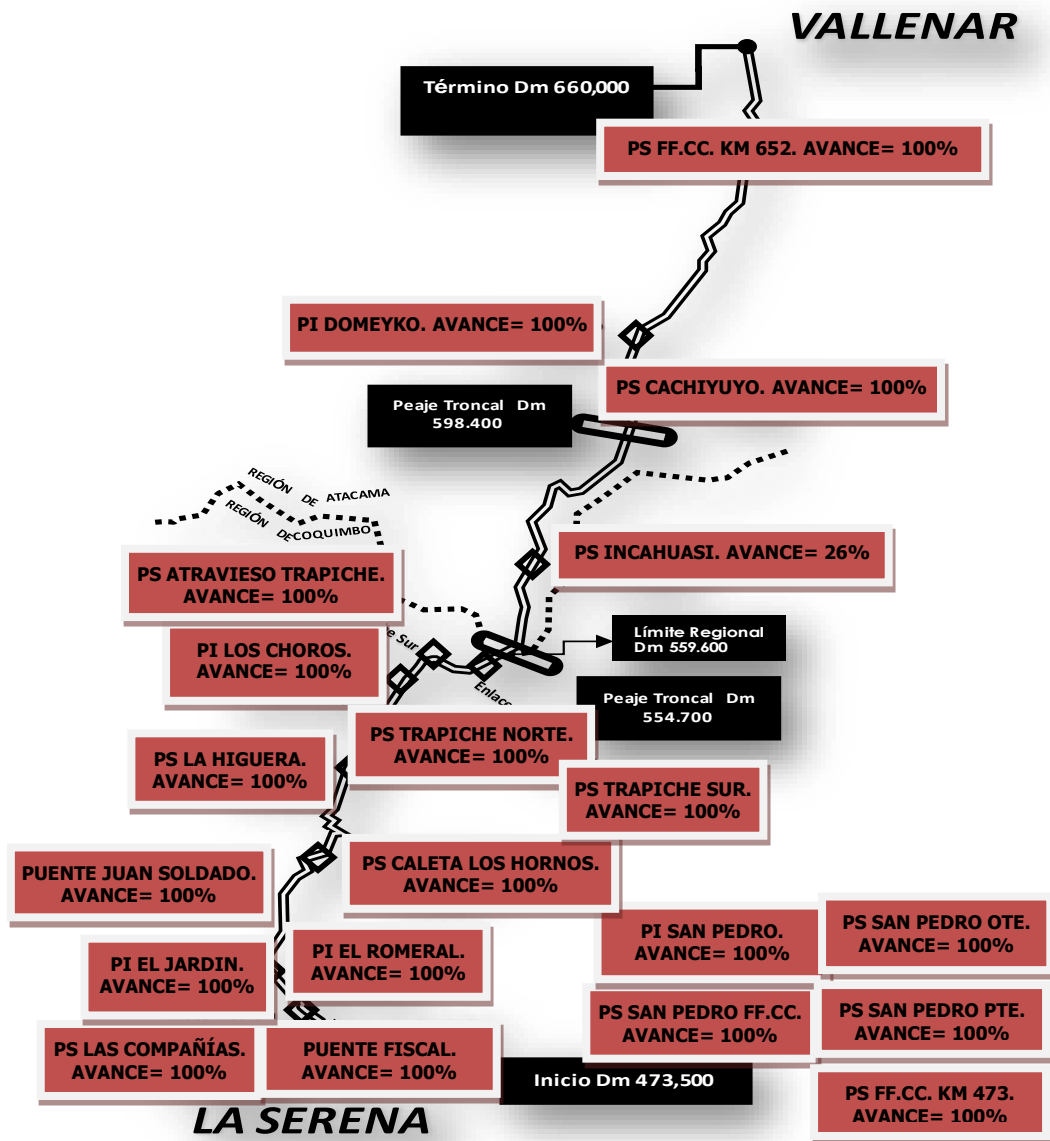 VALLENAR
Término Dm 660,000
PS FF.CC. KM 652. AVANCE= 100%
PI DOMEYKO. AVANCE= 100%
PS CACHIYUYO. AVANCE= 100%
Peaje Troncal Dm
598.400
REGIÓN DE ATACAMA
REGIÓN DE COQUIMBO
PS INCAHUASI. AVANCE= 26%
PS ATRAVIESO TRAPICHE.
AVANCE= 100%
Límite Regional
Dm 559.600
PI LOS CHOROS.
AVANCE= 100%
e Sur
Enlace
Peaje Troncal Dm
554.700
PS TRAPICHE NORTE.
AVANCE= 100%
PS LA HIGUERA.
AVANCE= 100%
PS TRAPICHE SUR.
AVANCE= 100%
PUENTE JUAN SOLDADO.
AVANCE= 100%
PS CALETA LOS HORNOS.
AVANCE= 100%
PI SAN PEDRO.
AVANCE= 100%
PS SAN PEDRO OTE.
AVANCE= 100%
PI EL JARDIN.
AVANCE= 100%
PI EL ROMERAL.
AVANCE= 100%
PS SAN PEDRO FF.CC.
AVANCE= 100%
PS SAN PEDRO PTE.
AVANCE= 100%
PS LAS COMPAÑÍAS.
AVANCE= 100%
PUENTE FISCAL.
AVANCE= 100%
Inicio Dm 473,500
PS FF.CC. KM 473.
AVANCE= 100%
LA SERENA